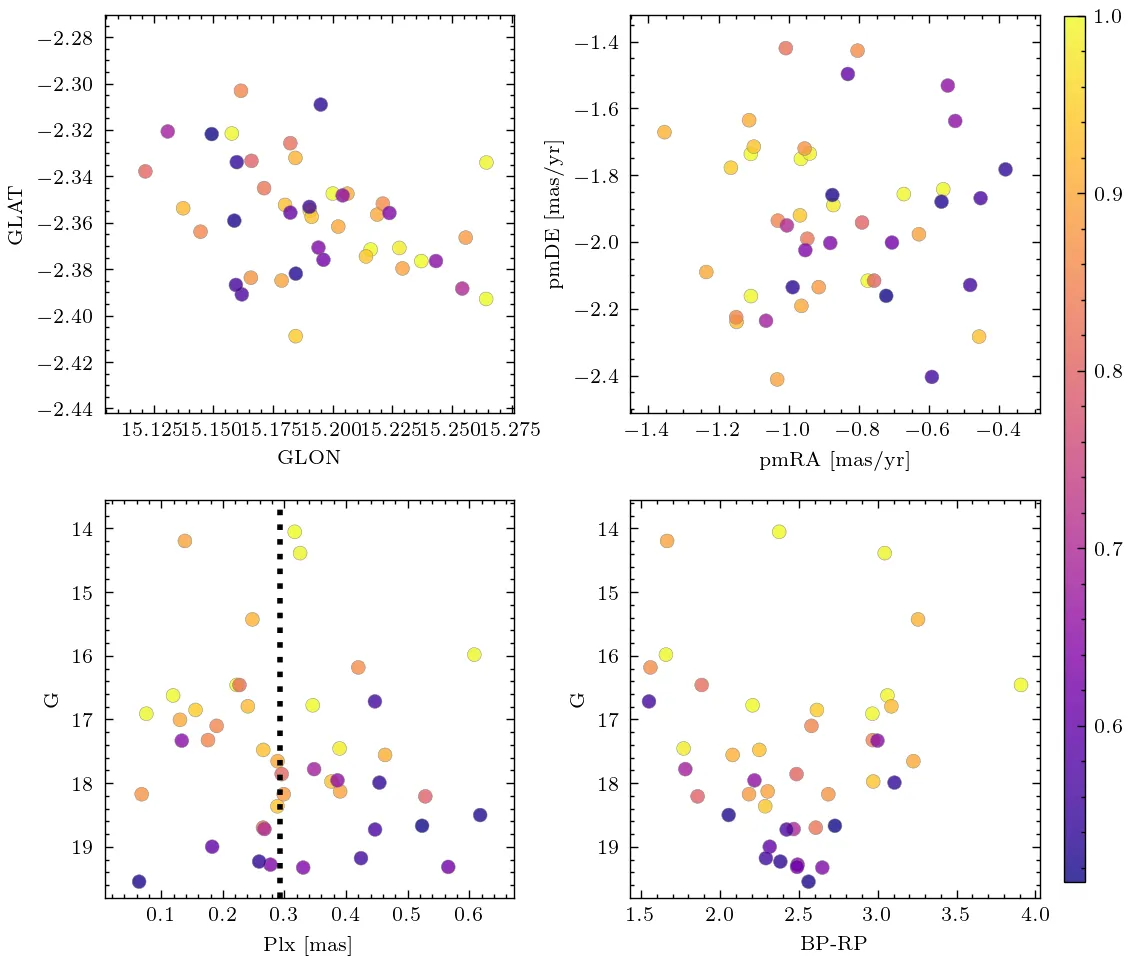 −2.28
−2.30
−2.32
−2.34
−2.36
−2.38
−2.40
−2.42
−2.44
GLAT
15.125 15.150 15.175 15.200 15.225 15.250 15.275
GLON
−1.4
−1.6
−1.8
−2.0
−2.2
−2.4
pmDE [mas/yr]
−1.4 −1.2 −1.0 −0.8 −0.6 −0.4
pmRA [mas/yr]
14
15
16
17
18
19
G
0.1 0.2 0.3 0.4 0.5 0.6
Plx [mas]
14
15
16
17
18
19
G
1.5 2.0 2.5 3.0 3.5 4.0
BP-RP
1.0
0.9
0.8
0.7
0.6